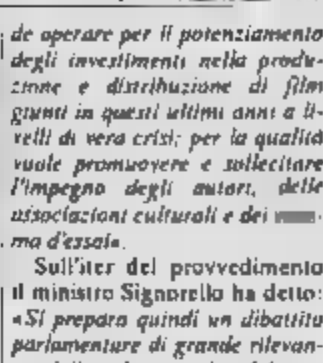 de operare per il potenziamento
degli investimenti nella produ-
zione e distribuzione di film
giunti in questi ultimi anni a li-
velli di vera crisi; per la qualità
vuole promuovere e sollecitare
l'impegno degli autori, delle
associazioni culturali e dei
ma d'essai».
Sull'iter del provvedimento
il ministro Signorello ha detto:
«Si prepara quindi un dibattito
parlamentare di grande rilevan-